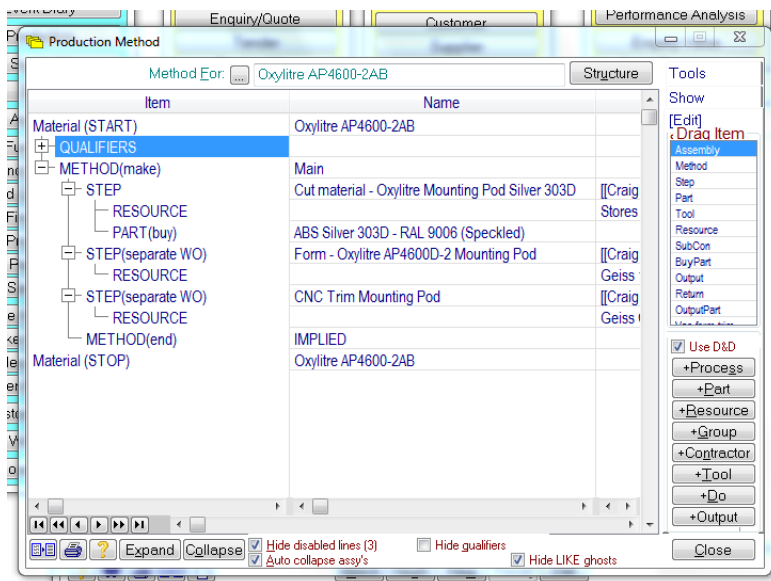 Enquiry/Quote
Customer
Performance Analysis
Production Method
Method For: ... Oxylitre AP4600-2AB Structure
Tools
Show
[Edit]
Drag Item
Item Name
Material (START) Oxylitre AP4600-2AB
QUALIFIERS
METHOD(make) Main
STEP Cut material - Oxylitre Mounting Pod Silver 303D [[Craig
RESOURCE Stores
PART(buy) ABS Silver 303D - RAL 9006 (Speckled)
STEP(separate WO) Form - Oxylitre AP4600D-2 Mounting Pod [[Craig
RESOURCE Geiss
STEP(separate WO) CNC Trim Mounting Pod [[Craig
RESOURCE Geiss
METHOD(end) IMPLIED
Material (STOP) Oxylitre AP4600-2AB
Assembly
Method
Step
Part
Tool
Resource
SubCon
BuyPart
Output
Return
OutputPart
Use D&D
+Process
+Part
+Resource
+Group
+Contractor
+Tool
+Do
+Output
Expand Collapse Hide disabled lines (3) Hide qualifiers
Auto collapse assy's Hide LIKE ghosts
Close